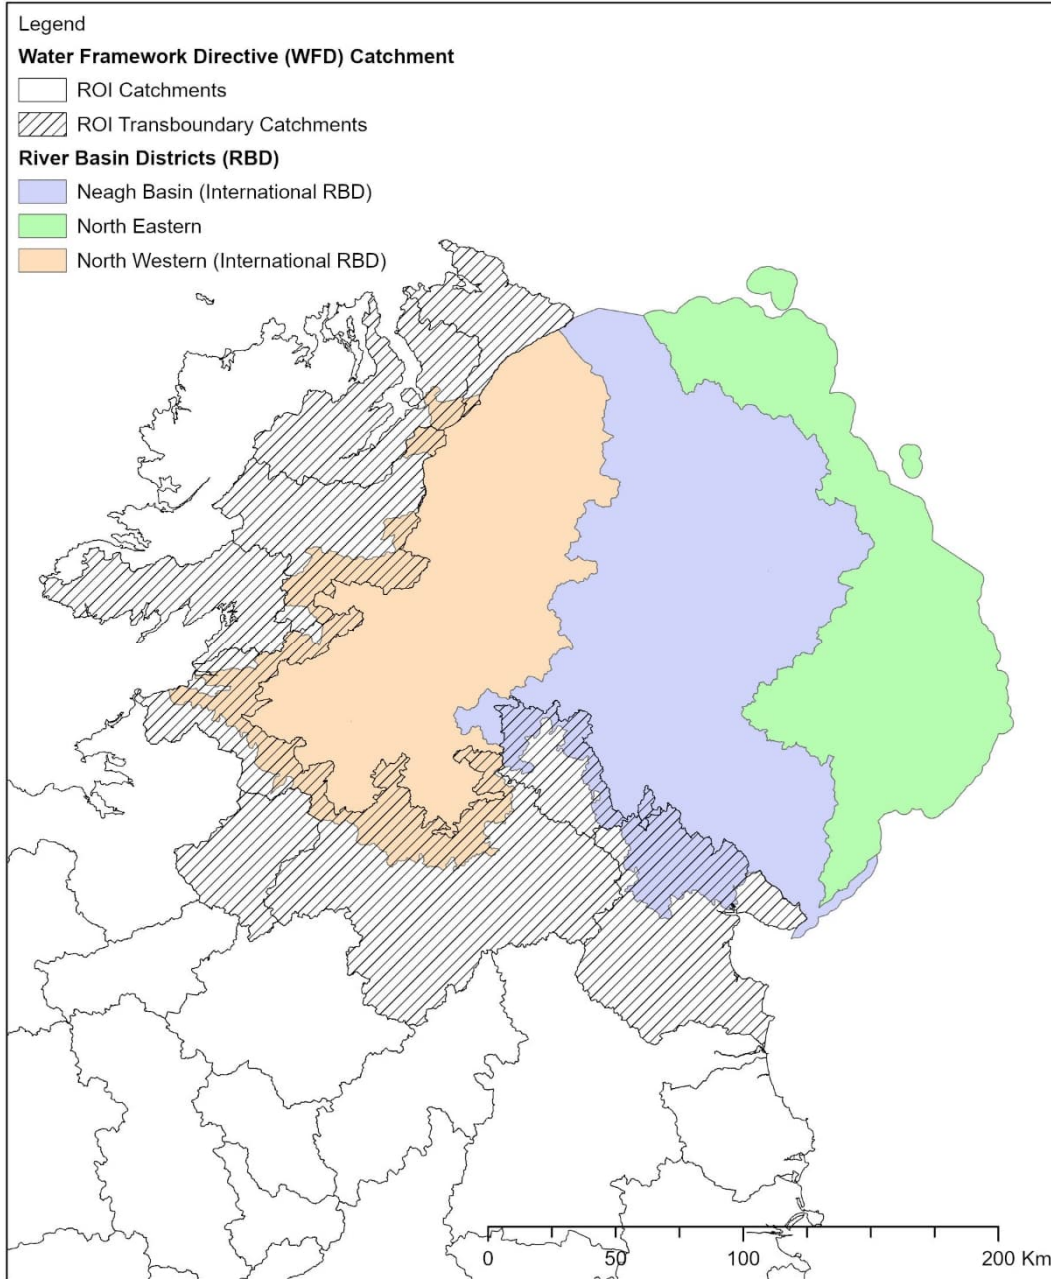 Legend
Water Framework Directive (WFD) Catchment
ROI Catchments
ROI Transboundary Catchments
River Basin Districts (RBD)
Neagh Basin (International RBD)
North Eastern
North Western (International RBD)
0 50 100 200 Km